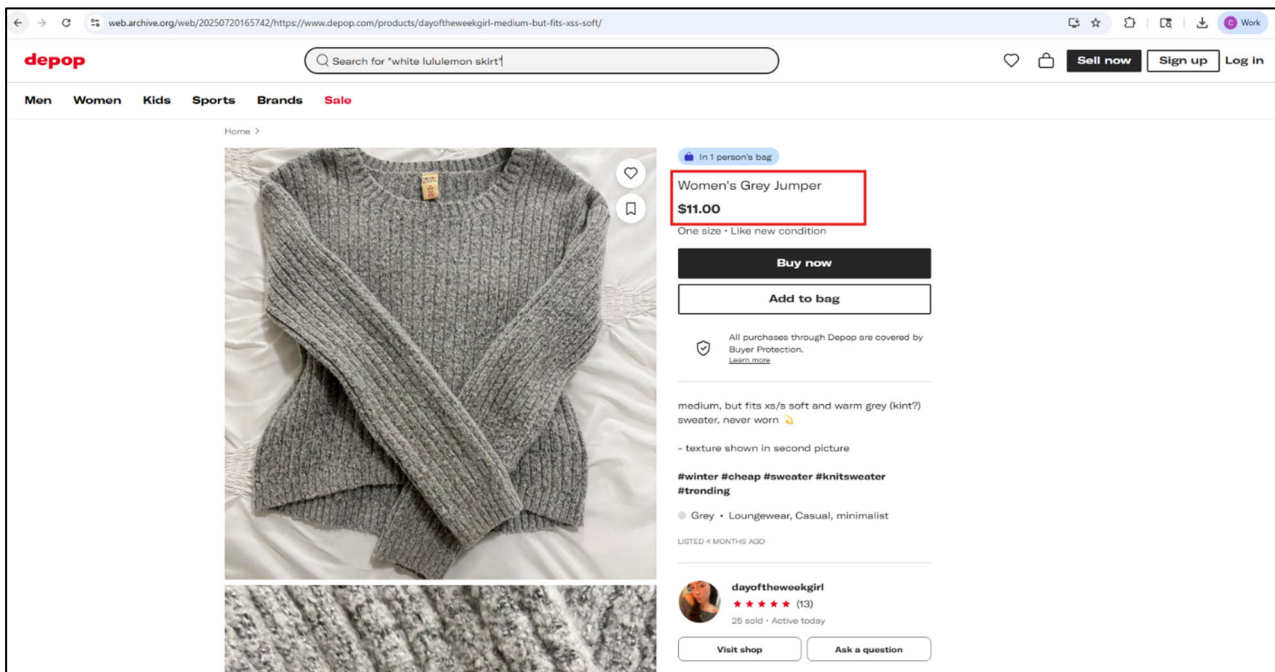 web.archive.org/web/20250720165742/https://www.depop.com/products/dayoftheweekgirl-medium-but-fits-xss-soft/
Work
depop
Search for "white lululemon skirt"
Sell now
Sign up
Log in
Men
Women
Kids
Sports
Brands
Sale
Home >
In 1 person's bag
Women's Grey Jumper
$11.00
One size • Like new condition
Buy now
Add to bag
All purchases through Depop are covered by
Buyer Protection.
Learn more
medium, but fits xs/s soft and warm grey (kint?)
sweater, never worn 💫
- texture shown in second picture
#winter #cheap #sweater #knitsweater
#trending
Grey • Loungewear, Casual, minimalist
LISTED 4 MONTHS AGO
dayoftheweekgirl
(13)
25 sold • Active today
Visit shop
Ask a question